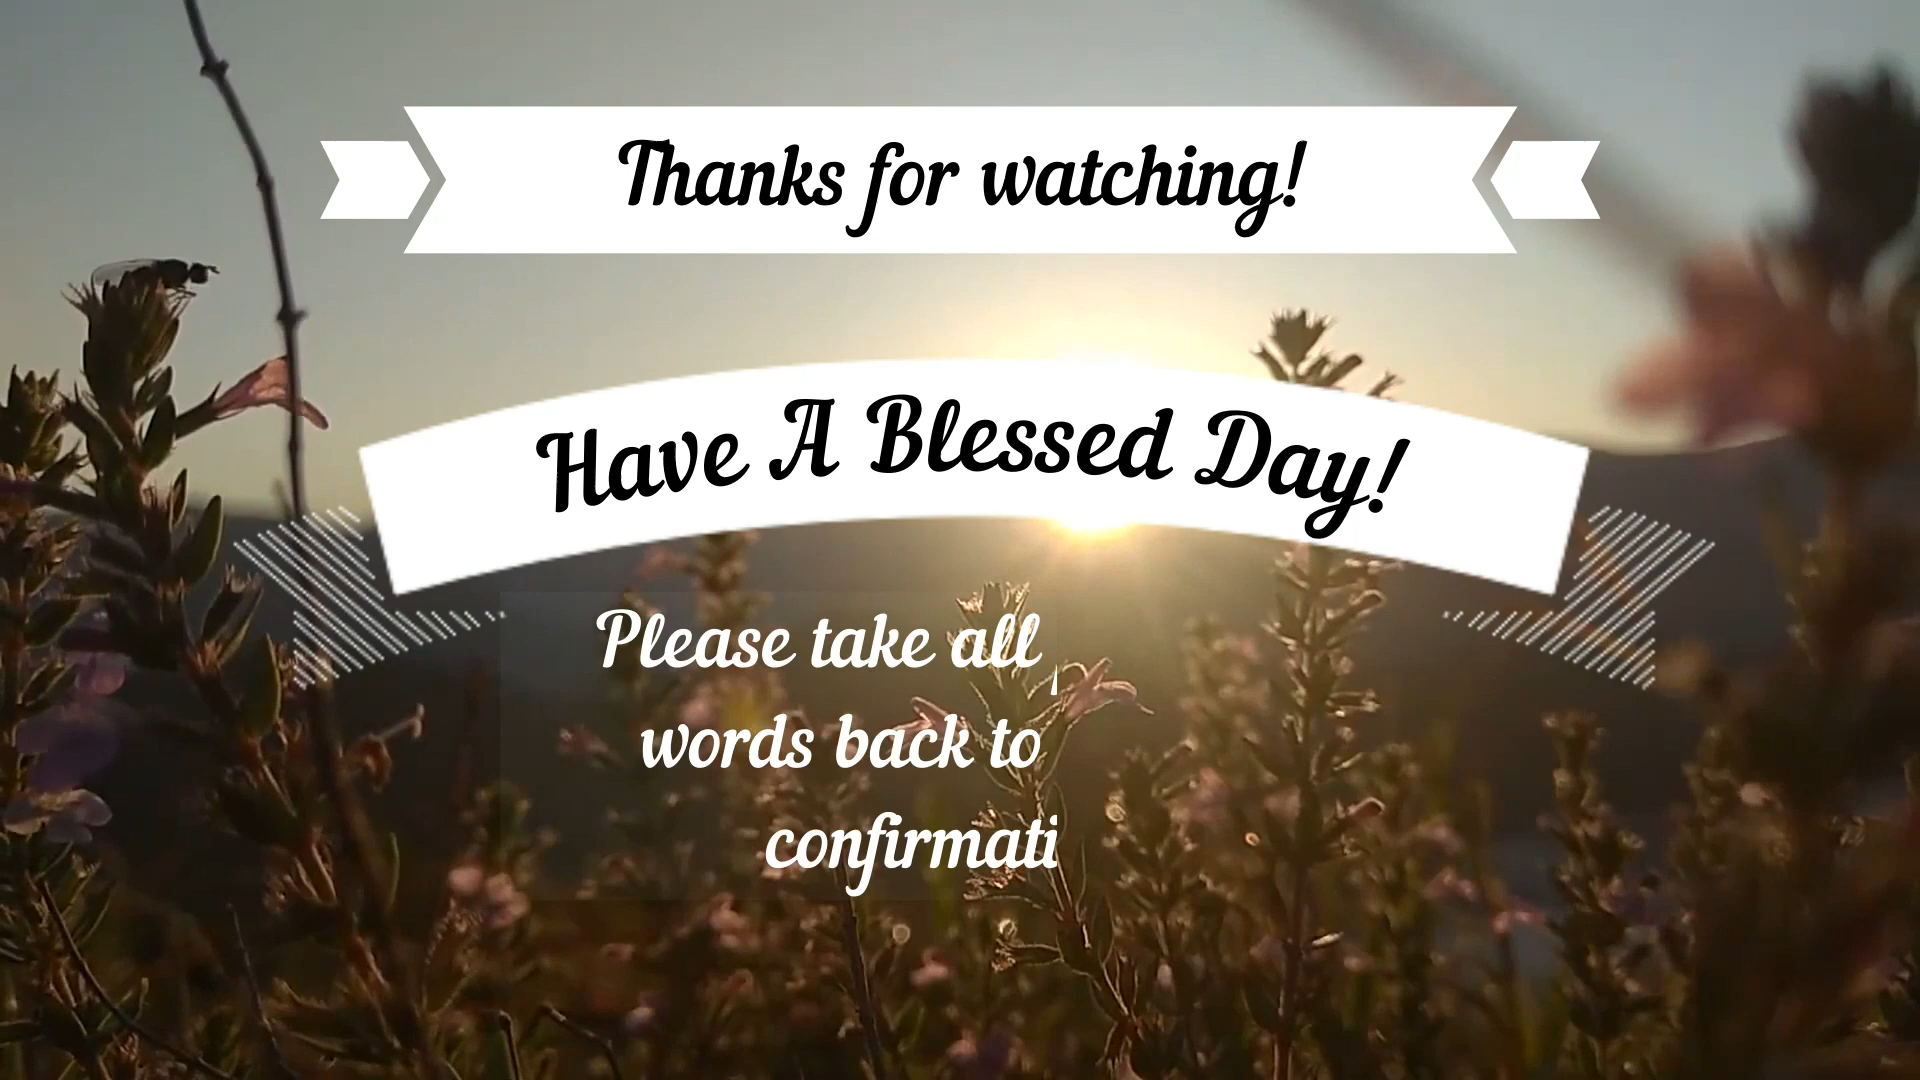 Thanks for watching!
Have A Blessed Day!
Please take all
words back to
confirmati